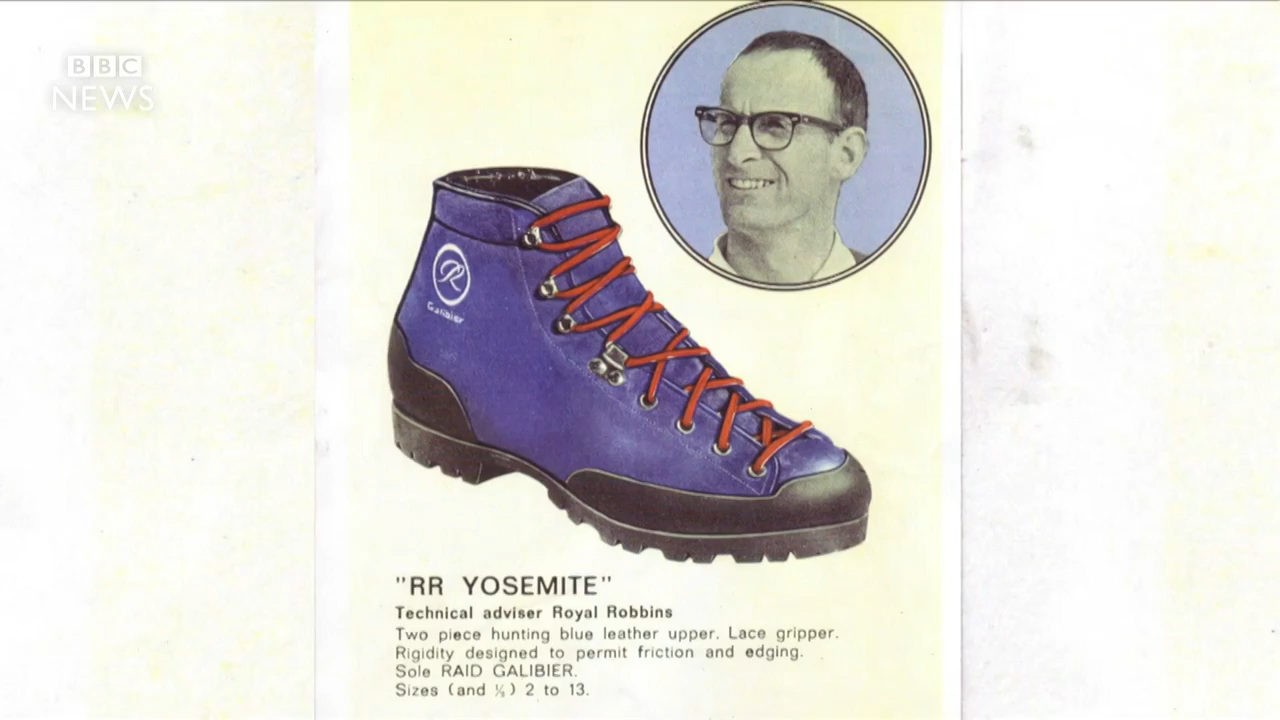 BBC
NEWS
R
Galibier
"RR YOSEMITE"
Technical adviser Royal Robbins
Two piece hunting blue leather upper. Lace gripper.
Rigidity designed to permit friction and edging.
Sole RAID GALIBIER.
Sizes (and ½) 2 to 13.